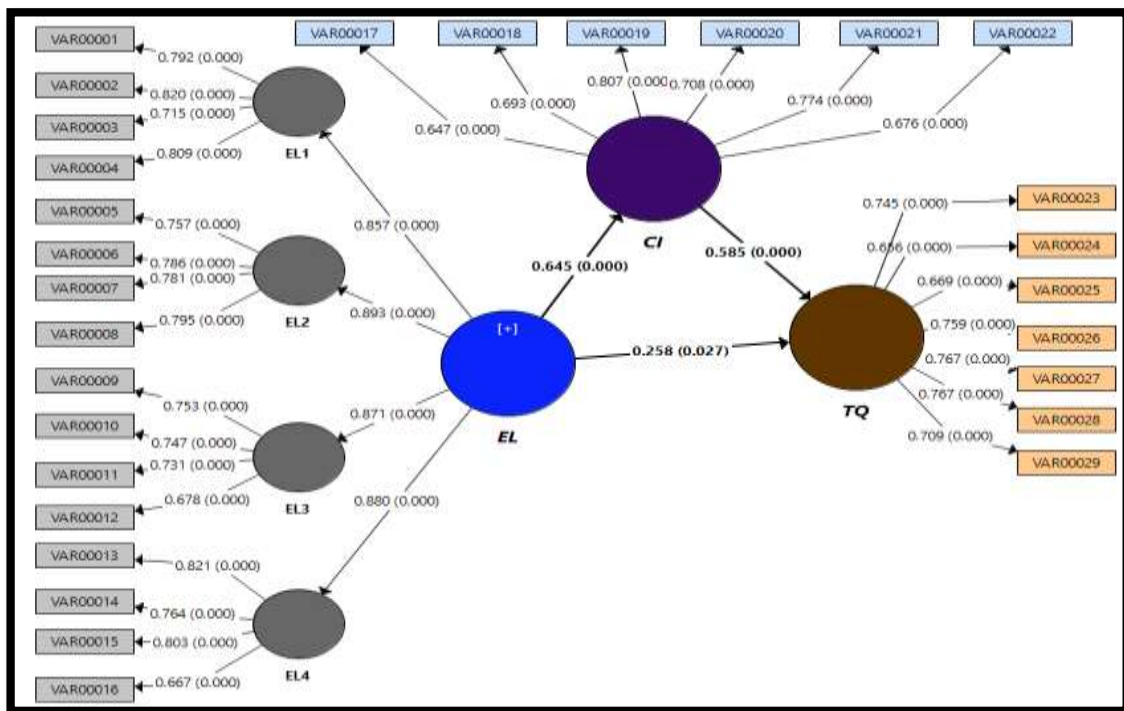 VAR00001
VAR00002
VAR00003
VAR00004
0.792 (0.000)
0.820 (0.000)
0.715 (0.000)
0.809 (0.000)
EL1
VAR00005
VAR00006
VAR00007
VAR00008
0.757 (0.000)
0.786 (0.000)
0.781 (0.000)
0.795 (0.000)
EL2
VAR00009
VAR00010
VAR00011
VAR00012
0.753 (0.000)
0.747 (0.000)
0.731 (0.000)
0.678 (0.000)
EL3
VAR00013
VAR00014
VAR00015
VAR00016
0.821 (0.000)
0.764 (0.000)
0.803 (0.000)
0.667 (0.000)
EL4
0.857 (0.000)
0.893 (0.000)
0.871 (0.000)
0.880 (0.000)
[+]
EL
VAR00017
VAR00018
VAR00019
VAR00020
VAR00021
VAR00022
0.647 (0.000)
0.693 (0.000)
0.807 (0.000
0.708 (0.000)
0.774 (0.000)
0.676 (0.000)
CI
0.645 (0.000)
0.585 (0.000)
0.258 (0.027)
TQ
0.745 (0.000)
0.656 (0.000)
0.669 (0.000)
0.759 (0.000)
0.767 (0.000)
0.767 (0.000)
0.709 (0.000)
VAR00023
VAR00024
VAR00025
VAR00026
VAR00027
VAR00028
VAR00029